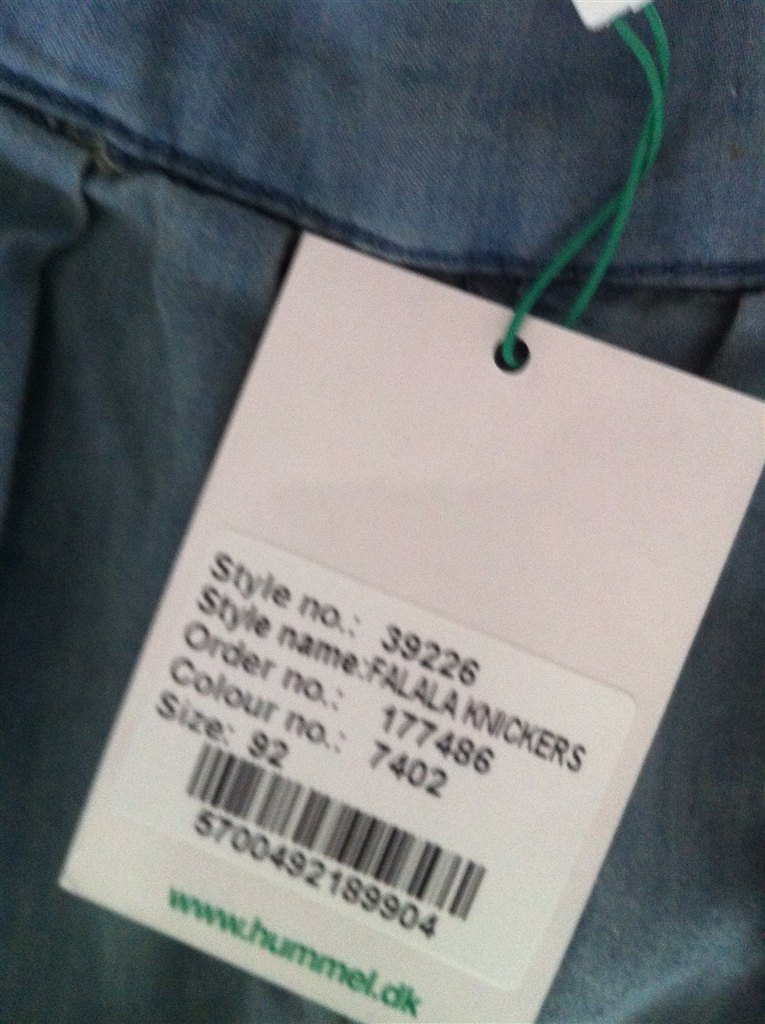 Style no.: 39226
Style name:FALALA KNICKERS
Order no.: 177486
Colour no.: 7402
Size: 92
5700492189904
www.hummel.dk